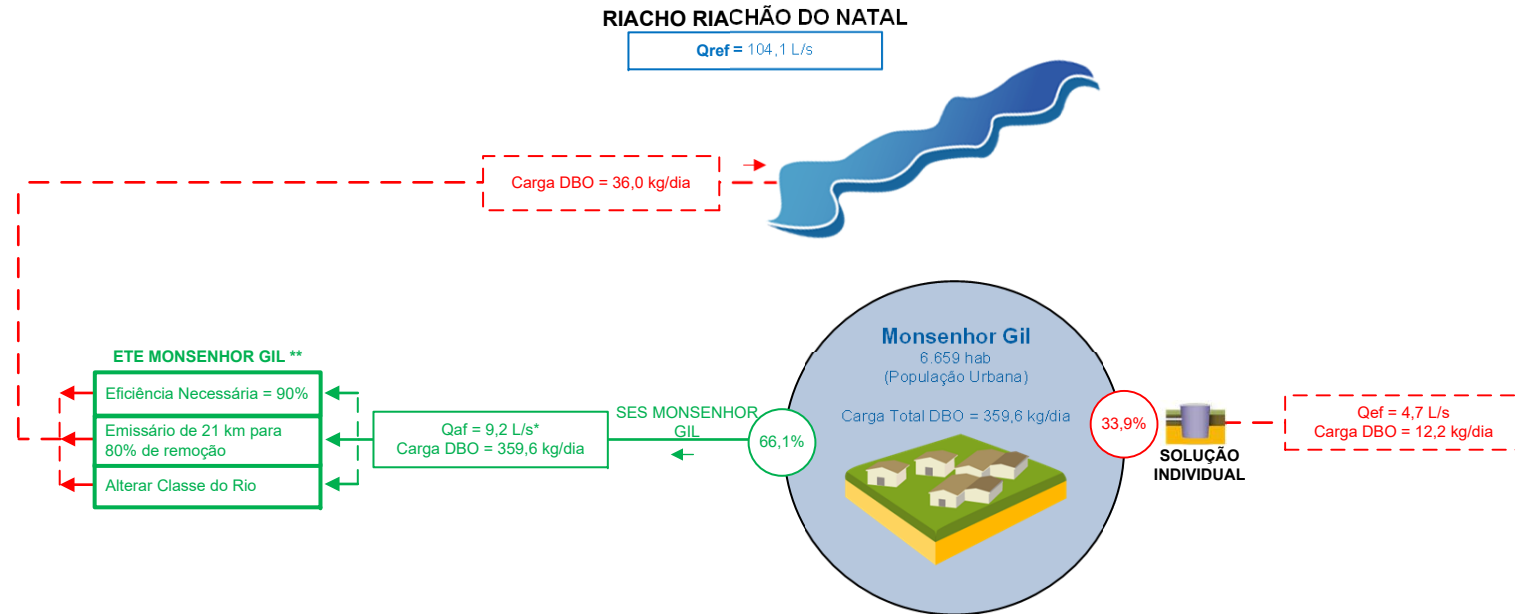 RIACHO RIACHÃO DO NATAL
Qref = 104,1 L/s
Carga DBO = 36,0 kg/dia
ETE MONSENHOR GIL **
Eficiência Necessária = 90%
Emissário de 21 km para
80% de remoção
Alterar Classe do Rio
Qaf = 9,2 L/s*
Carga DBO = 359,6 kg/dia
SES MONSENHOR
GIL
66,1%
Monsenhor Gil
6.659 hab
(População Urbana)
Carga Total DBO = 359,6 kg/dia
33,9%
SOLUÇÃO
INDIVIDUAL
Qef = 4,7 L/s
Carga DBO = 12,2 kg/dia